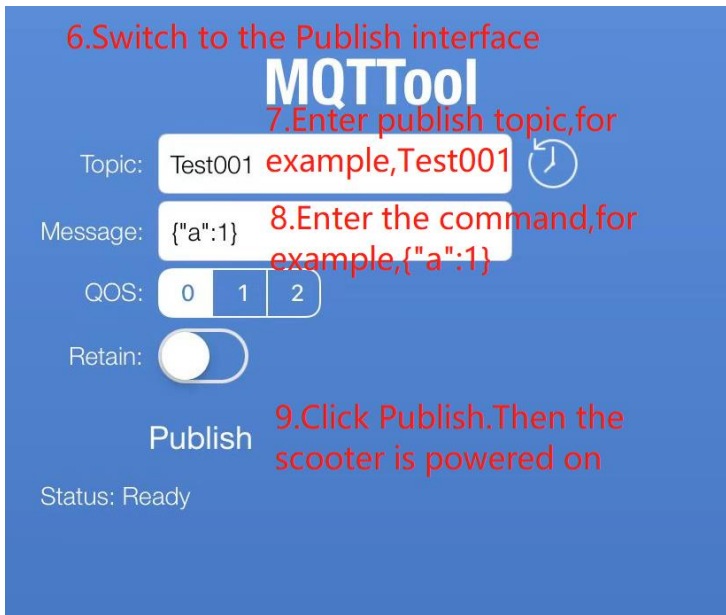 6.Switch to the Publish interface
MQTTool
7.Enter publish topic,for
Topic: Test001 example,Test001
Message: {"a":1} 8.Enter the command,for
example,{"a":1}
QOS: 0 1 2
Retain:
9.Click Publish.Then the
Publish
scooter is powered on
Status: Ready